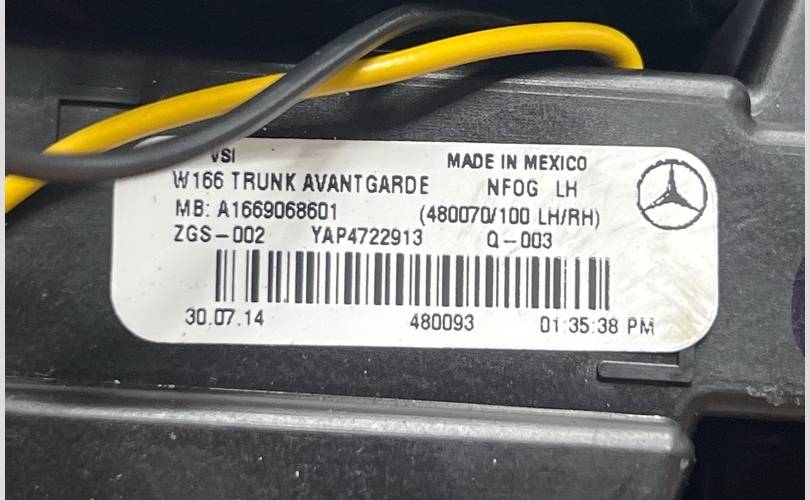 VSI MADE IN MEXICO
W166 TRUNK AVANTGARDE NFOG LH
MB: A1669068601 (480070/100 LH/RH)
ZGS-002 YAP4722913 Q-003
30.07.14 480093 01:35:38 PM